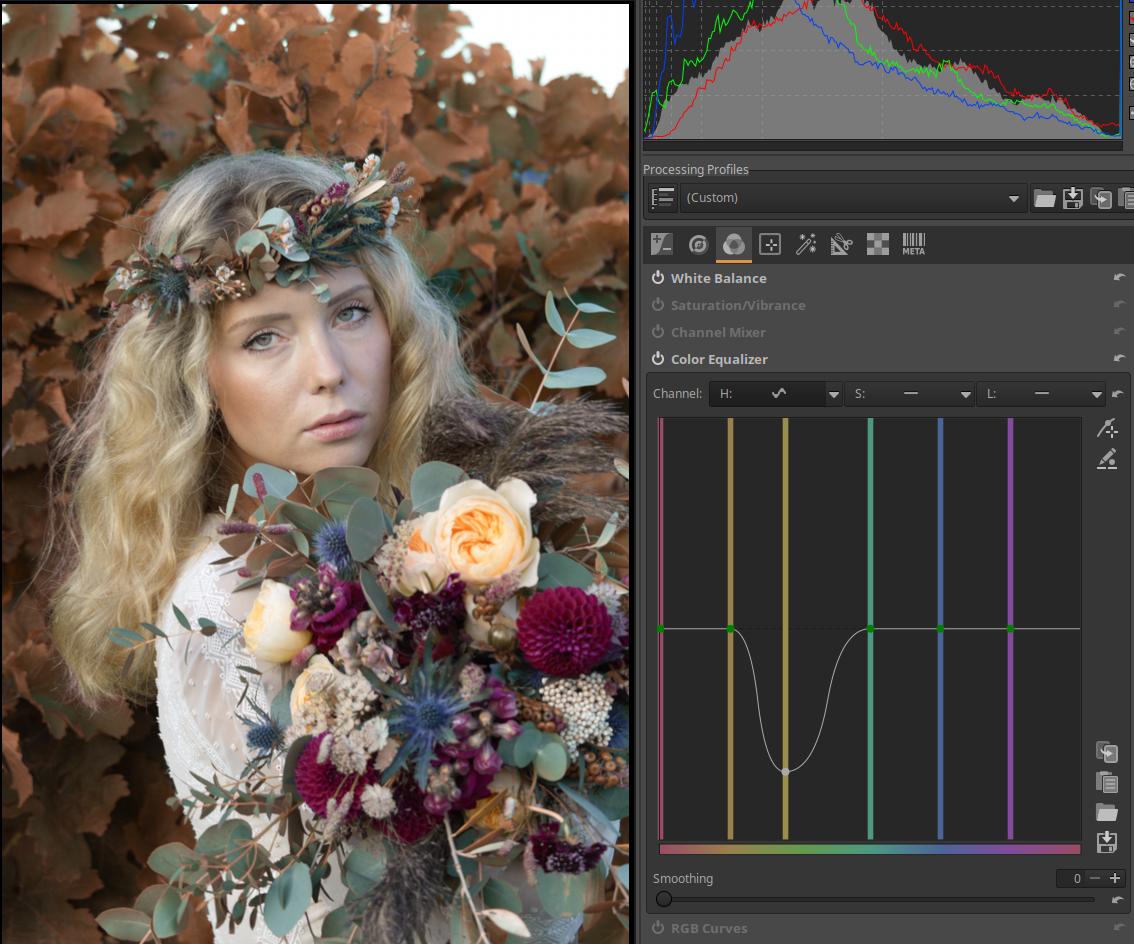 Processing Profiles
(Custom)
META
White Balance
Saturation/Vibrance
Channel Mixer
Color Equalizer
Channel: H: S: L:
Smoothing 0
RGB Curves